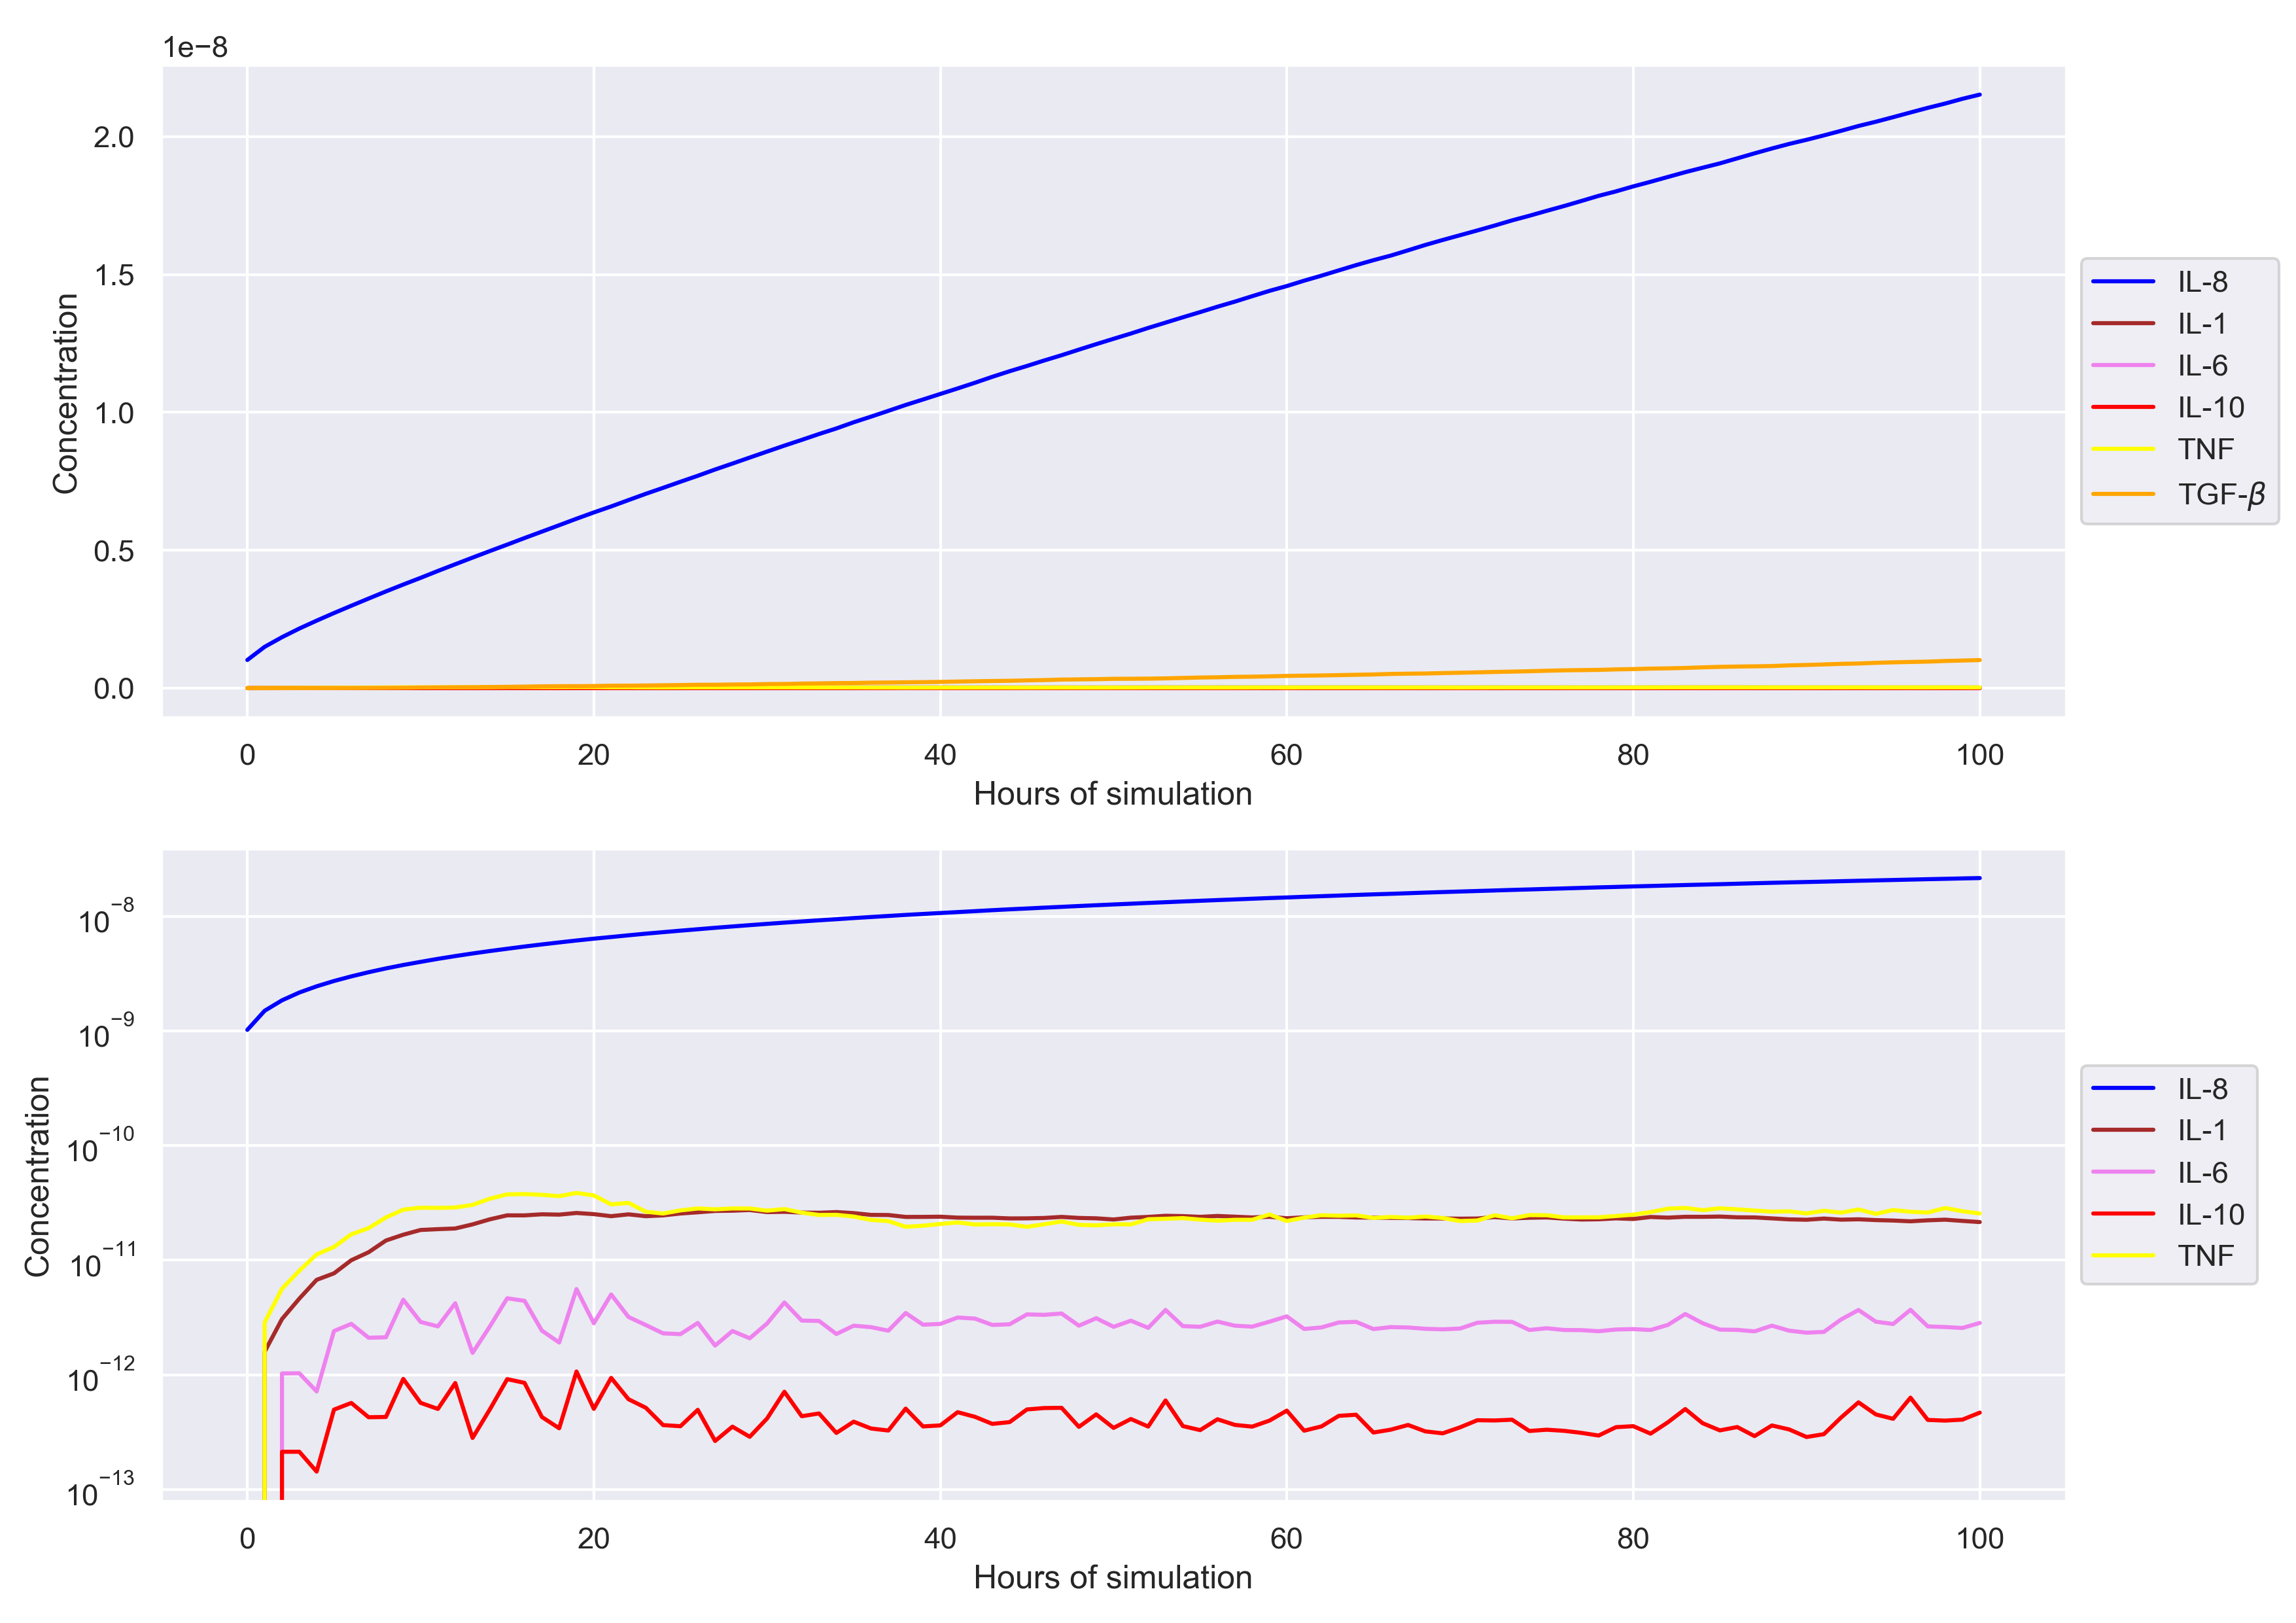 1e−8
2.0
1.5
1.0
0.5
0.0
Concentration
0 20 40 60 80 100
Hours of simulation
IL-8
IL-1
IL-6
IL-10
TNF
TGF-β
10⁻⁸
10⁻⁹
10⁻¹⁰
10⁻¹¹
10⁻¹²
10⁻¹³
Concentration
0 20 40 60 80 100
Hours of simulation
IL-8
IL-1
IL-6
IL-10
TNF